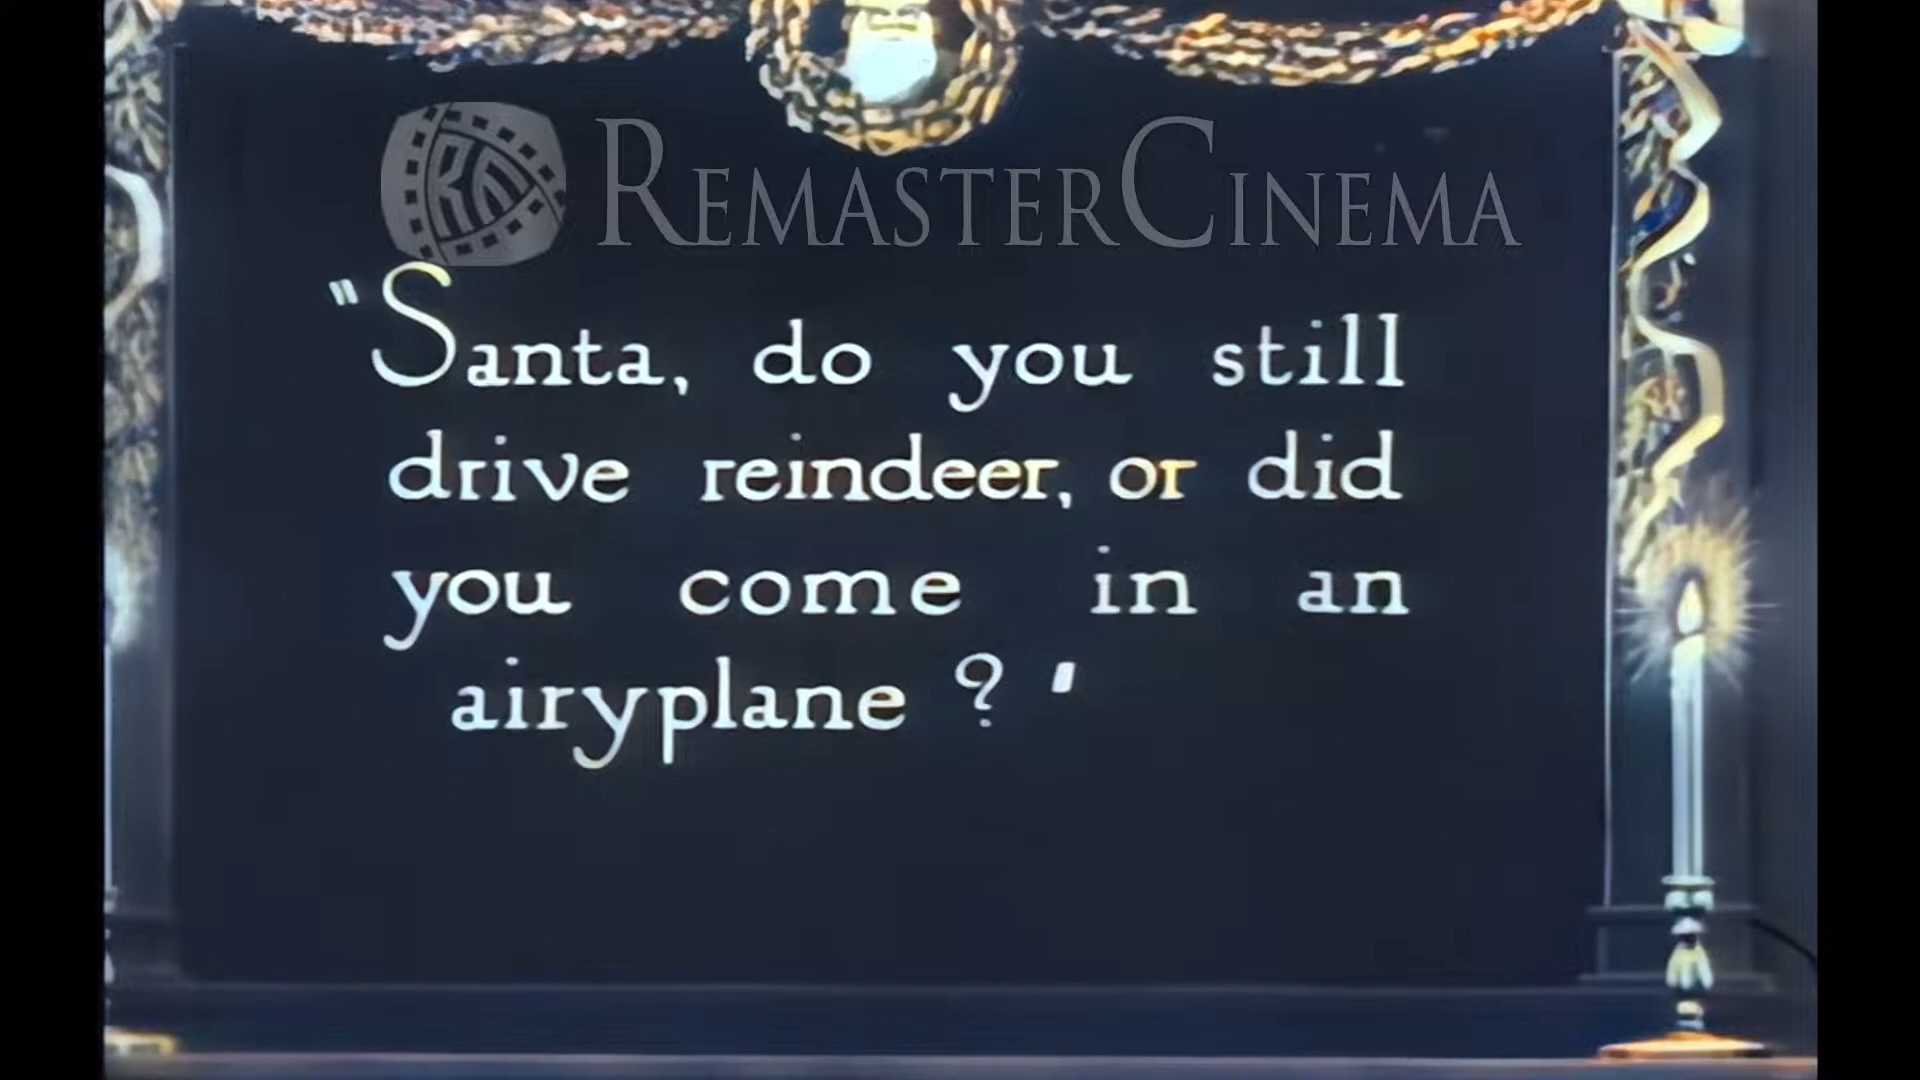 REMASTERCINEMA
"Santa, do you still
drive reindeer, or did
you come in an
airyplane ? "